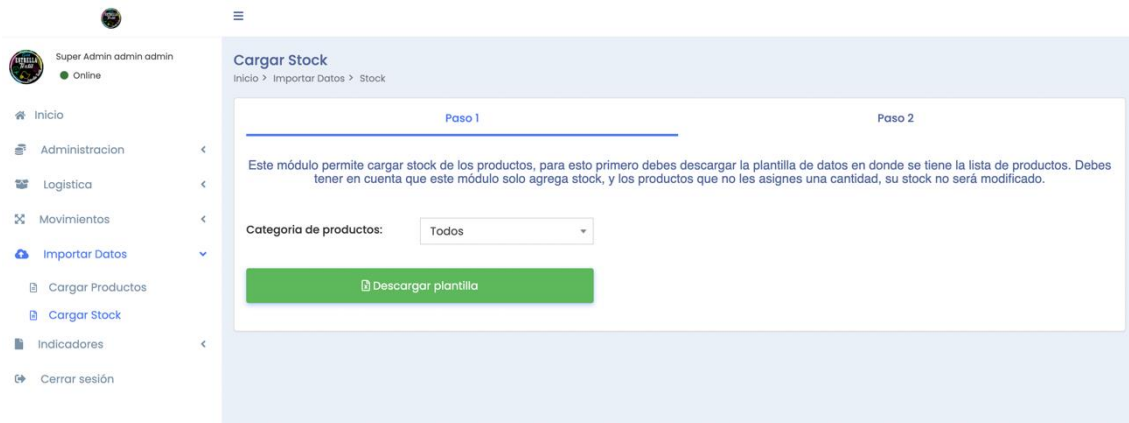 Super Admin admin admin
Online
Inicio
Administracion
Logística
Movimientos
Importar Datos
Cargar Productos
Cargar Stock
Indicadores
Cerrar sesión
Cargar Stock
Inicio > Importar Datos > Stock
Paso 1
Paso 2
Este módulo permite cargar stock de los productos, para esto primero debes descargar la plantilla de datos en donde se tiene la lista de productos. Debes
tener en cuenta que este módulo solo agrega stock, y los productos que no les asignes una cantidad, su stock no será modificado.
Categoria de productos:
Todos
Descargar plantilla